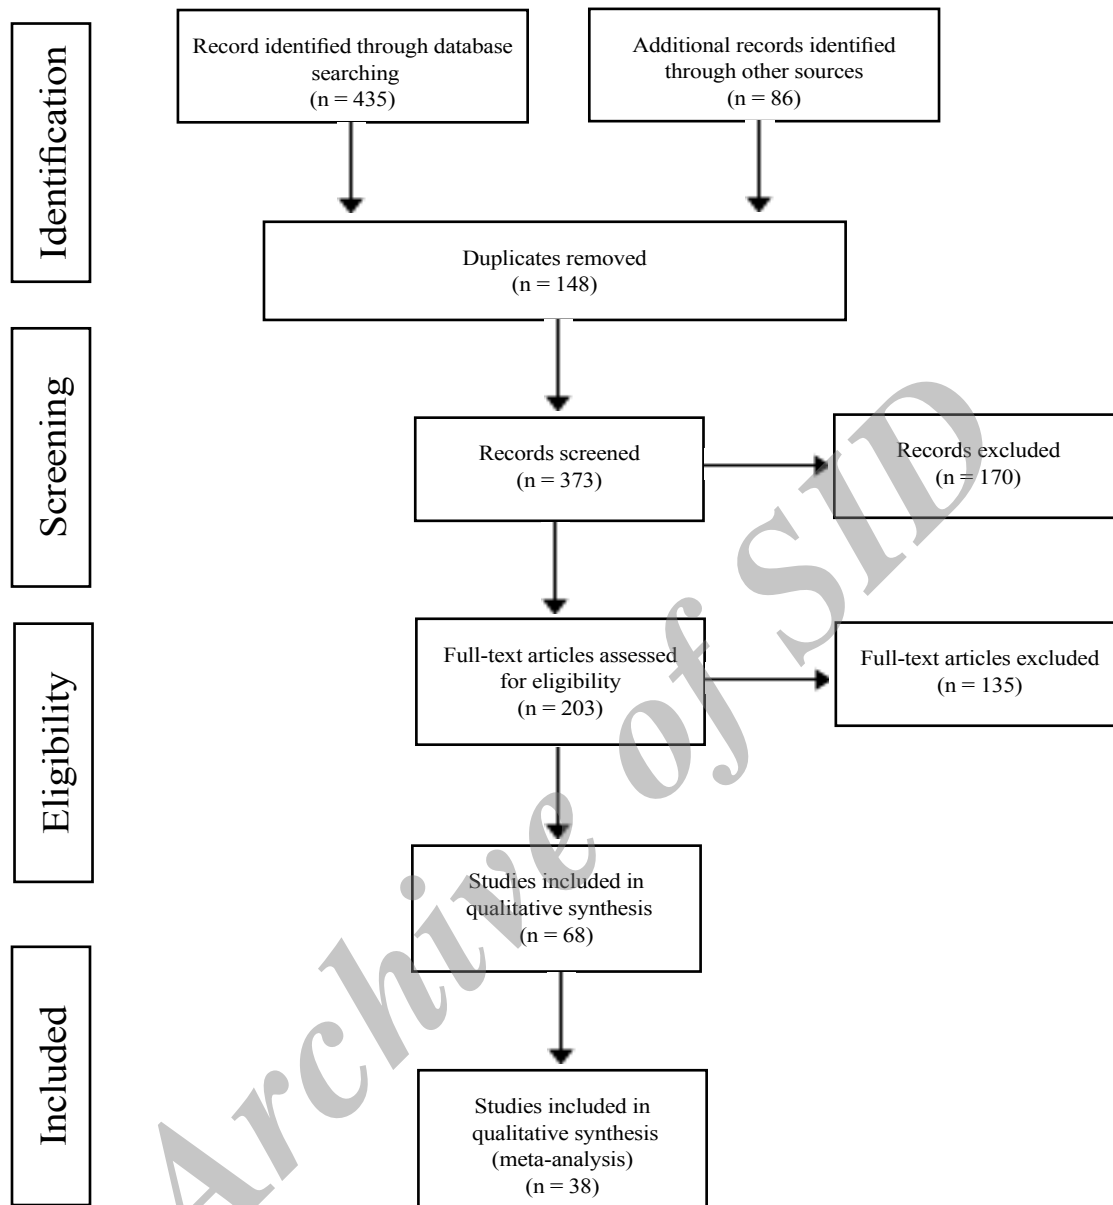 Identification
Record identified through database
searching
(n = 435)
Additional records identified
through other sources
(n = 86)
Duplicates removed
(n = 148)
Screening
Records screened
(n = 373)
Records excluded
(n = 170)
Eligibility
Full-text articles assessed
for eligibility
(n = 203)
Full-text articles excluded
(n = 135)
Studies included in
qualitative synthesis
(n = 68)
Included
Studies included in
qualitative synthesis
(meta-analysis)
(n = 38)
Archive of SID